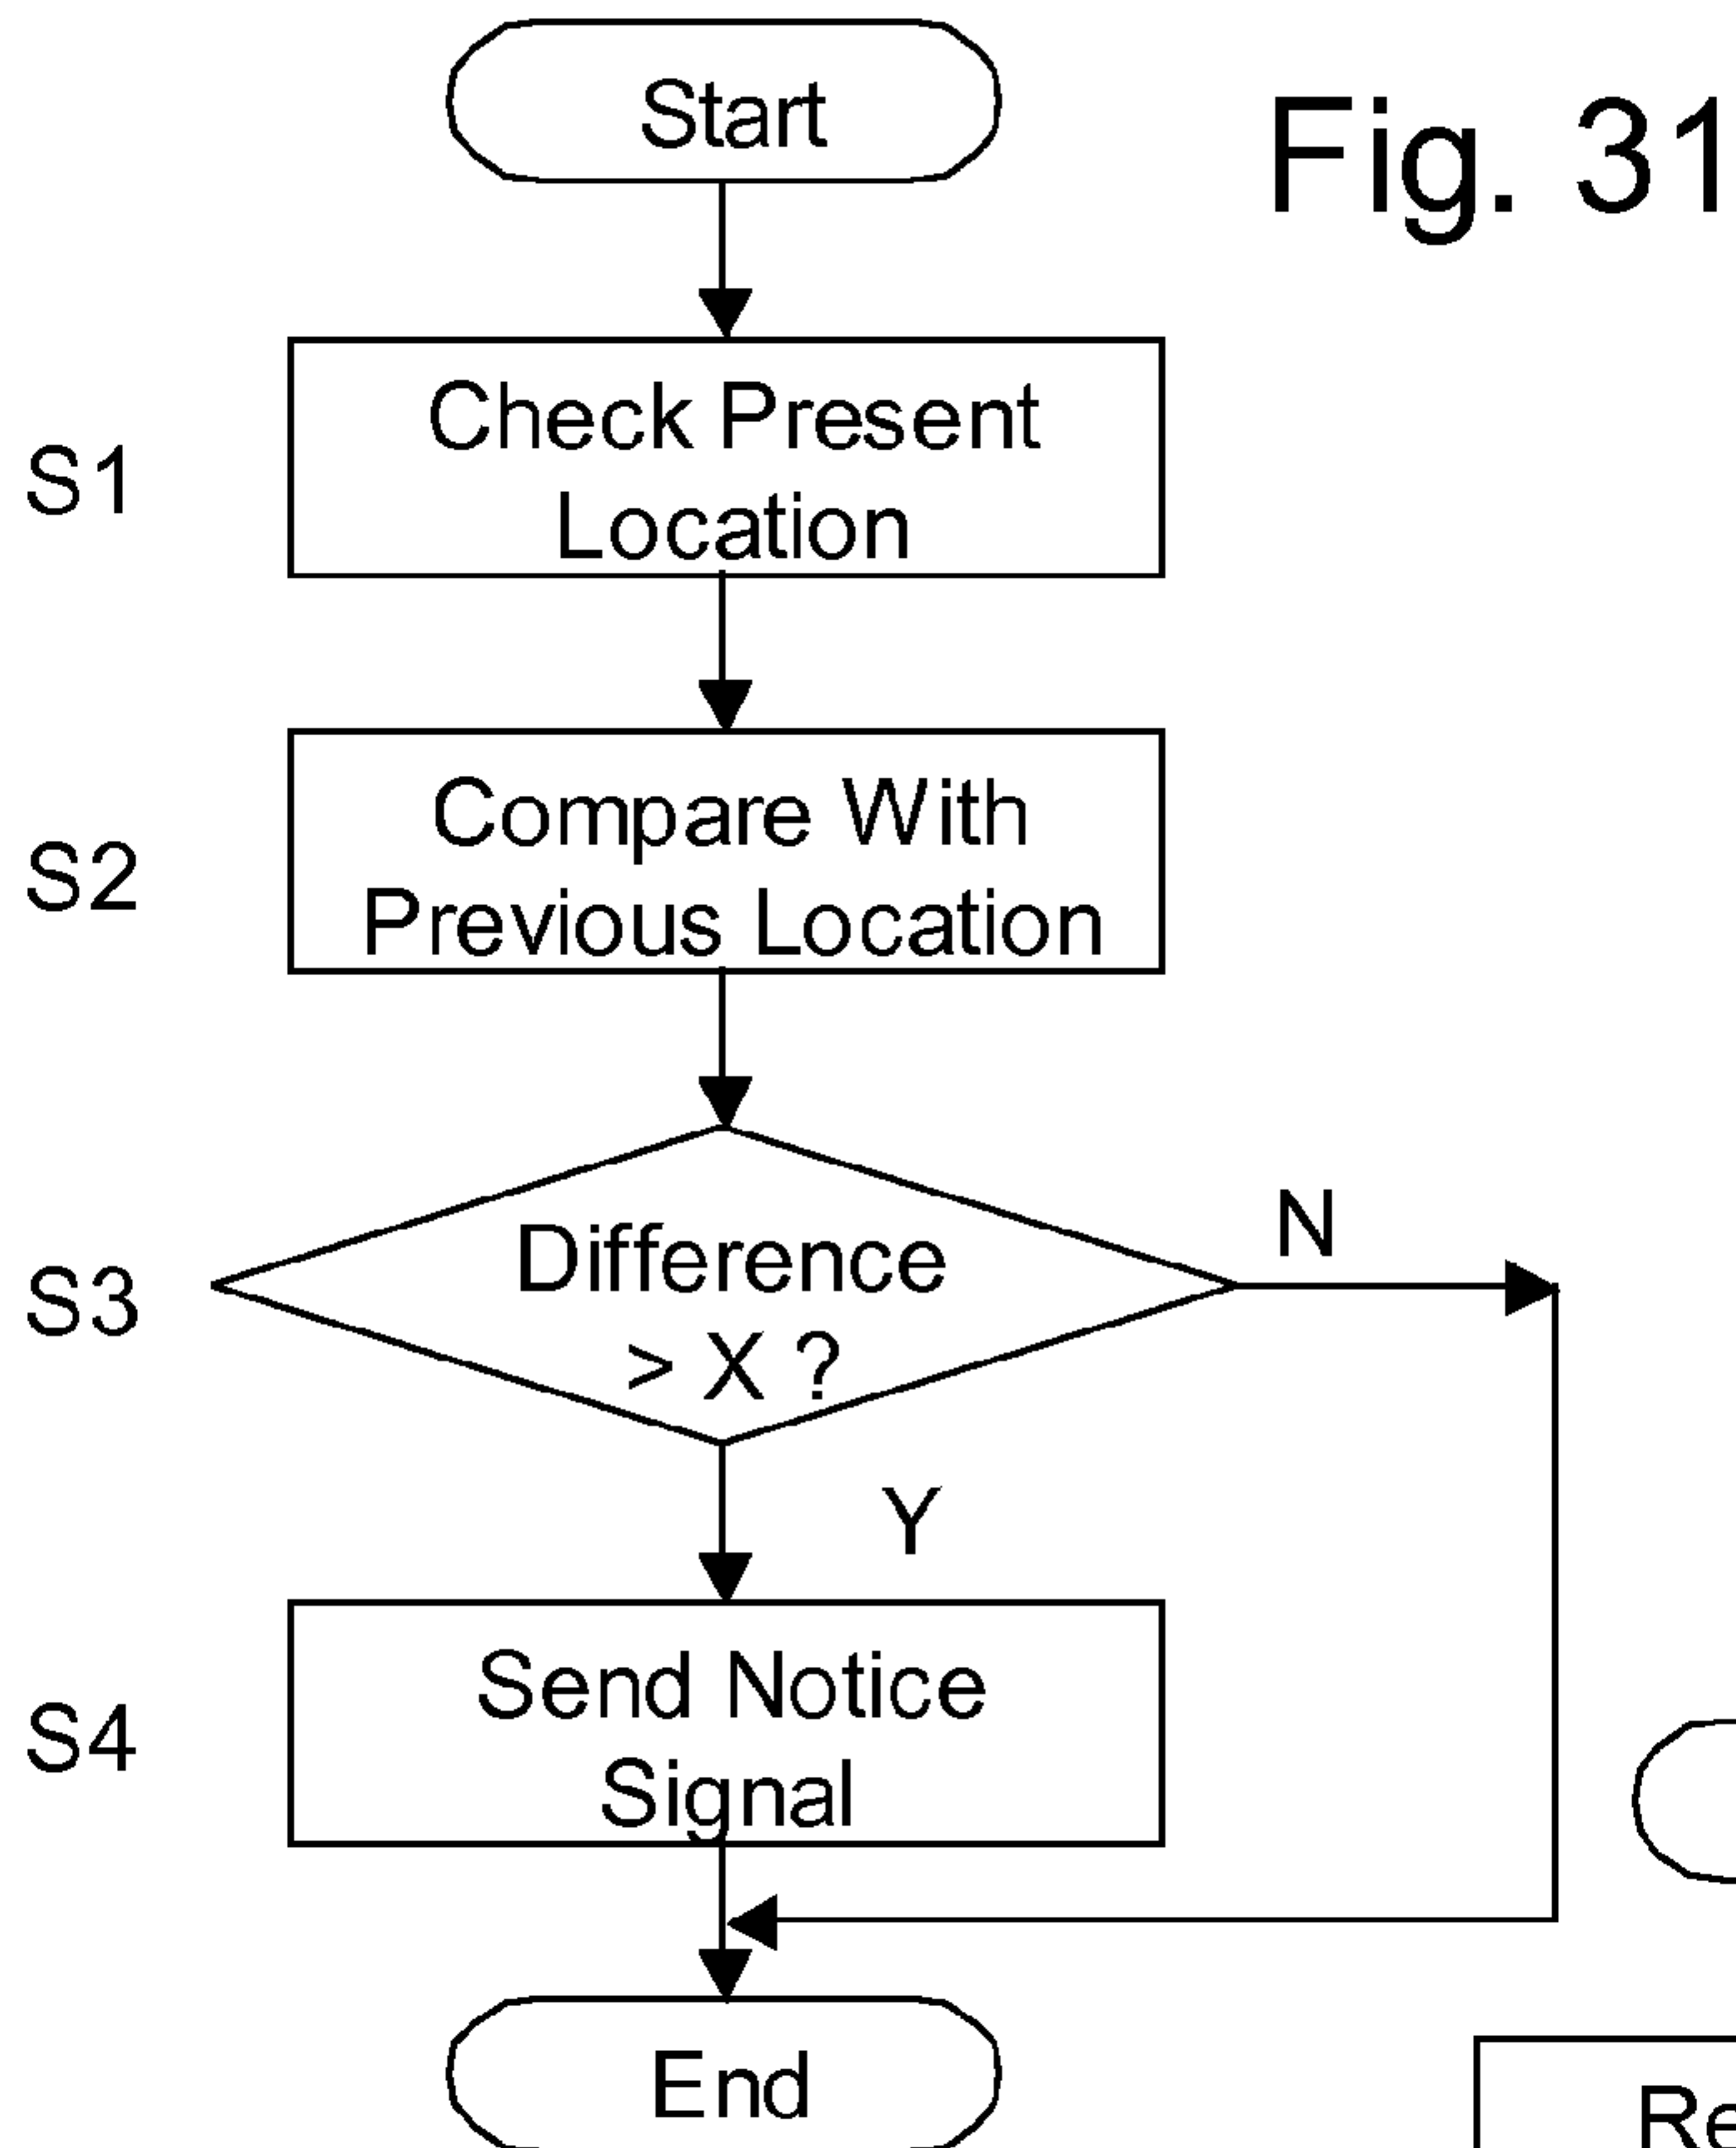 Start
Fig. 31
S1
Check Present
Location
S2
Compare With
Previous Location
S3
Difference
> X ?
N
Y
S4
Send Notice
Signal
End